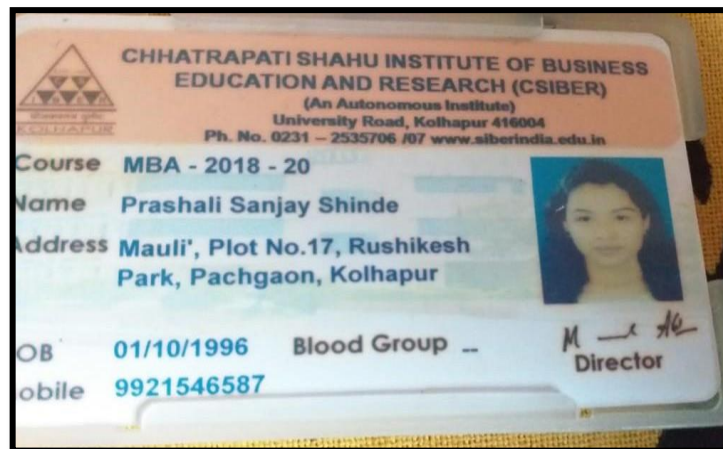 CHHATRAPATI SHAHU INSTITUTE OF BUSINESS
EDUCATION AND RESEARCH (CSIBER)
(An Autonomous Institute)
University Road, Kolhapur 416004
Ph. No. 0231 – 2535706 /07 www.siberindia.edu.in
KOLHAPUR
Course MBA - 2018 - 20
Name Prashali Sanjay Shinde
Address Mauli', Plot No.17, Rushikesh
Park, Pachgaon, Kolhapur
OB 01/10/1996 Blood Group --
obile 9921546587
Director